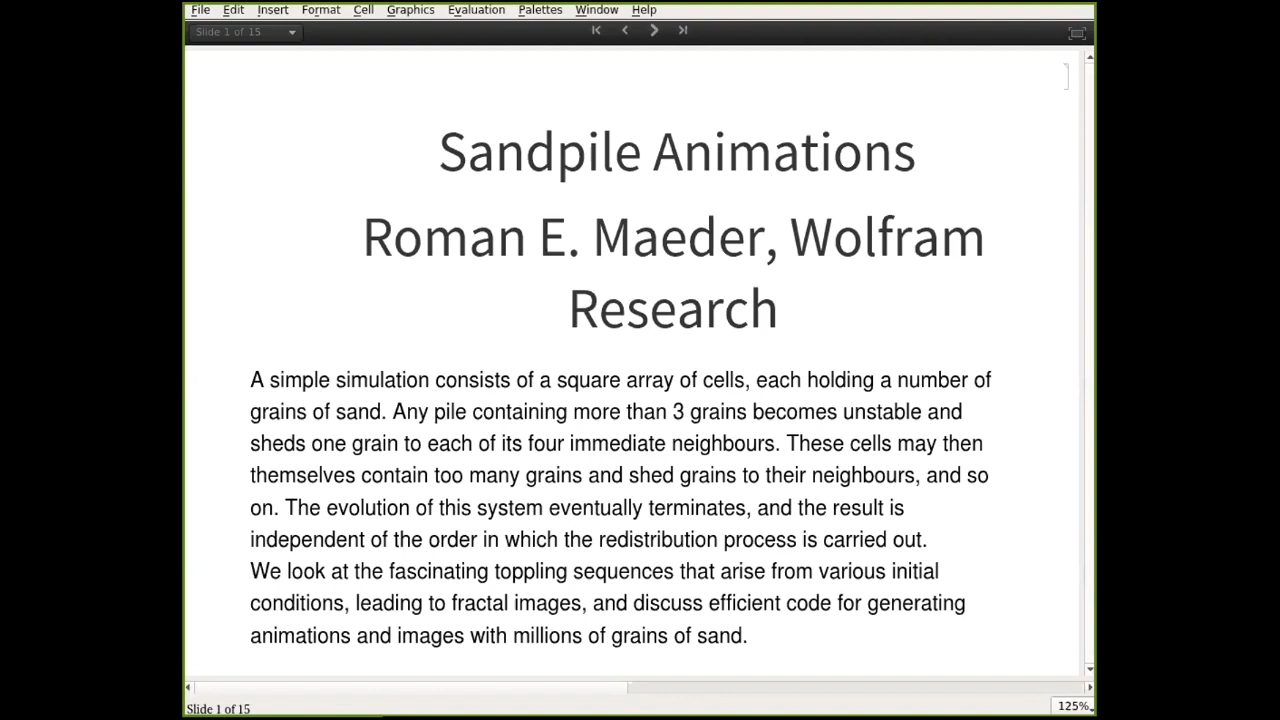 File Edit Insert Format Cell Graphics Evaluation Palettes Window Help
Slide 1 of 15
Sandpile Animations
Roman E. Maeder, Wolfram
Research
A simple simulation consists of a square array of cells, each holding a number of
grains of sand. Any pile containing more than 3 grains becomes unstable and
sheds one grain to each of its four immediate neighbours. These cells may then
themselves contain too many grains and shed grains to their neighbours, and so
on. The evolution of this system eventually terminates, and the result is
independent of the order in which the redistribution process is carried out.
We look at the fascinating toppling sequences that arise from various initial
conditions, leading to fractal images, and discuss efficient code for generating
animations and images with millions of grains of sand.
Slide 1 of 15 125%